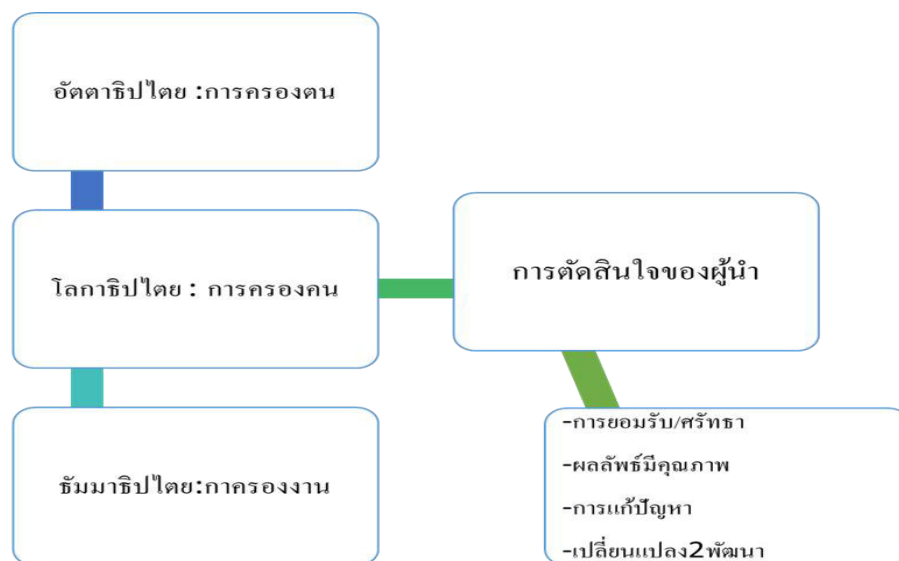 อัตตาธิปไตย :การครองตน
โลกาธิปไตย : การครองคน
ธัมมาธิปไตย:กาครองงาน
การตัดสินใจของผู้นำ
-การยอมรับ/ศรัทธา
-ผลลัพธ์มีคุณภาพ
-การแก้ปัญหา
-เปลี่ยนแปลง2พัฒนา